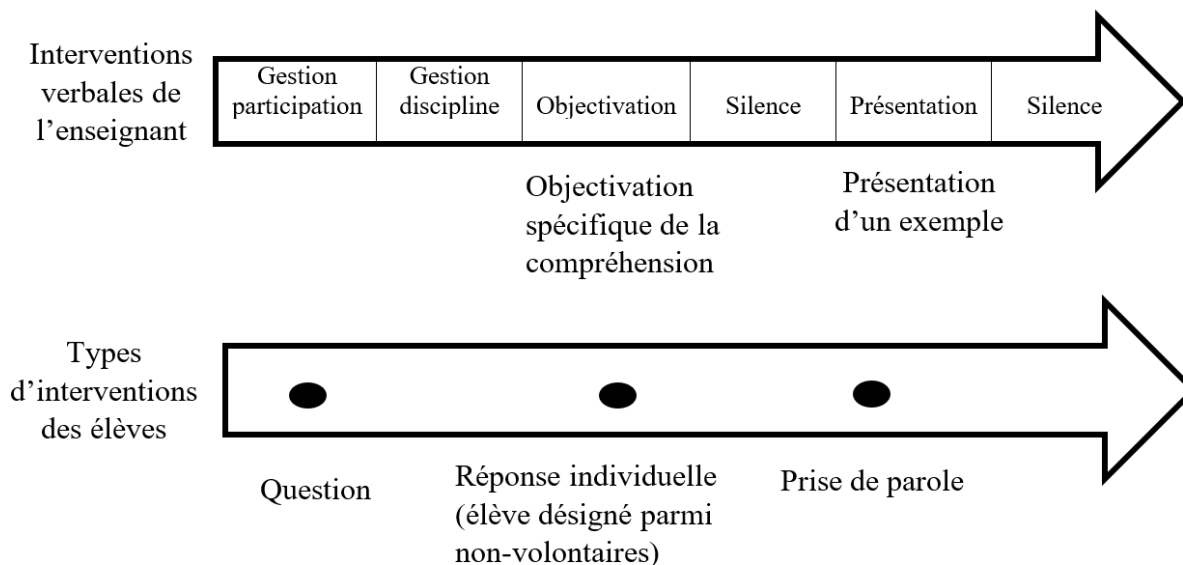 Interventions
verbales de
l’enseignant
Gestion
participation
Gestion
discipline
Objectivation
Silence
Présentation
Silence
Objectivation
spécifique de la
compréhension
Présentation
d’un exemple
Types
d’interventions
des élèves
Question
Réponse individuelle
(élève désigné parmi
non-volontaires)
Prise de parole